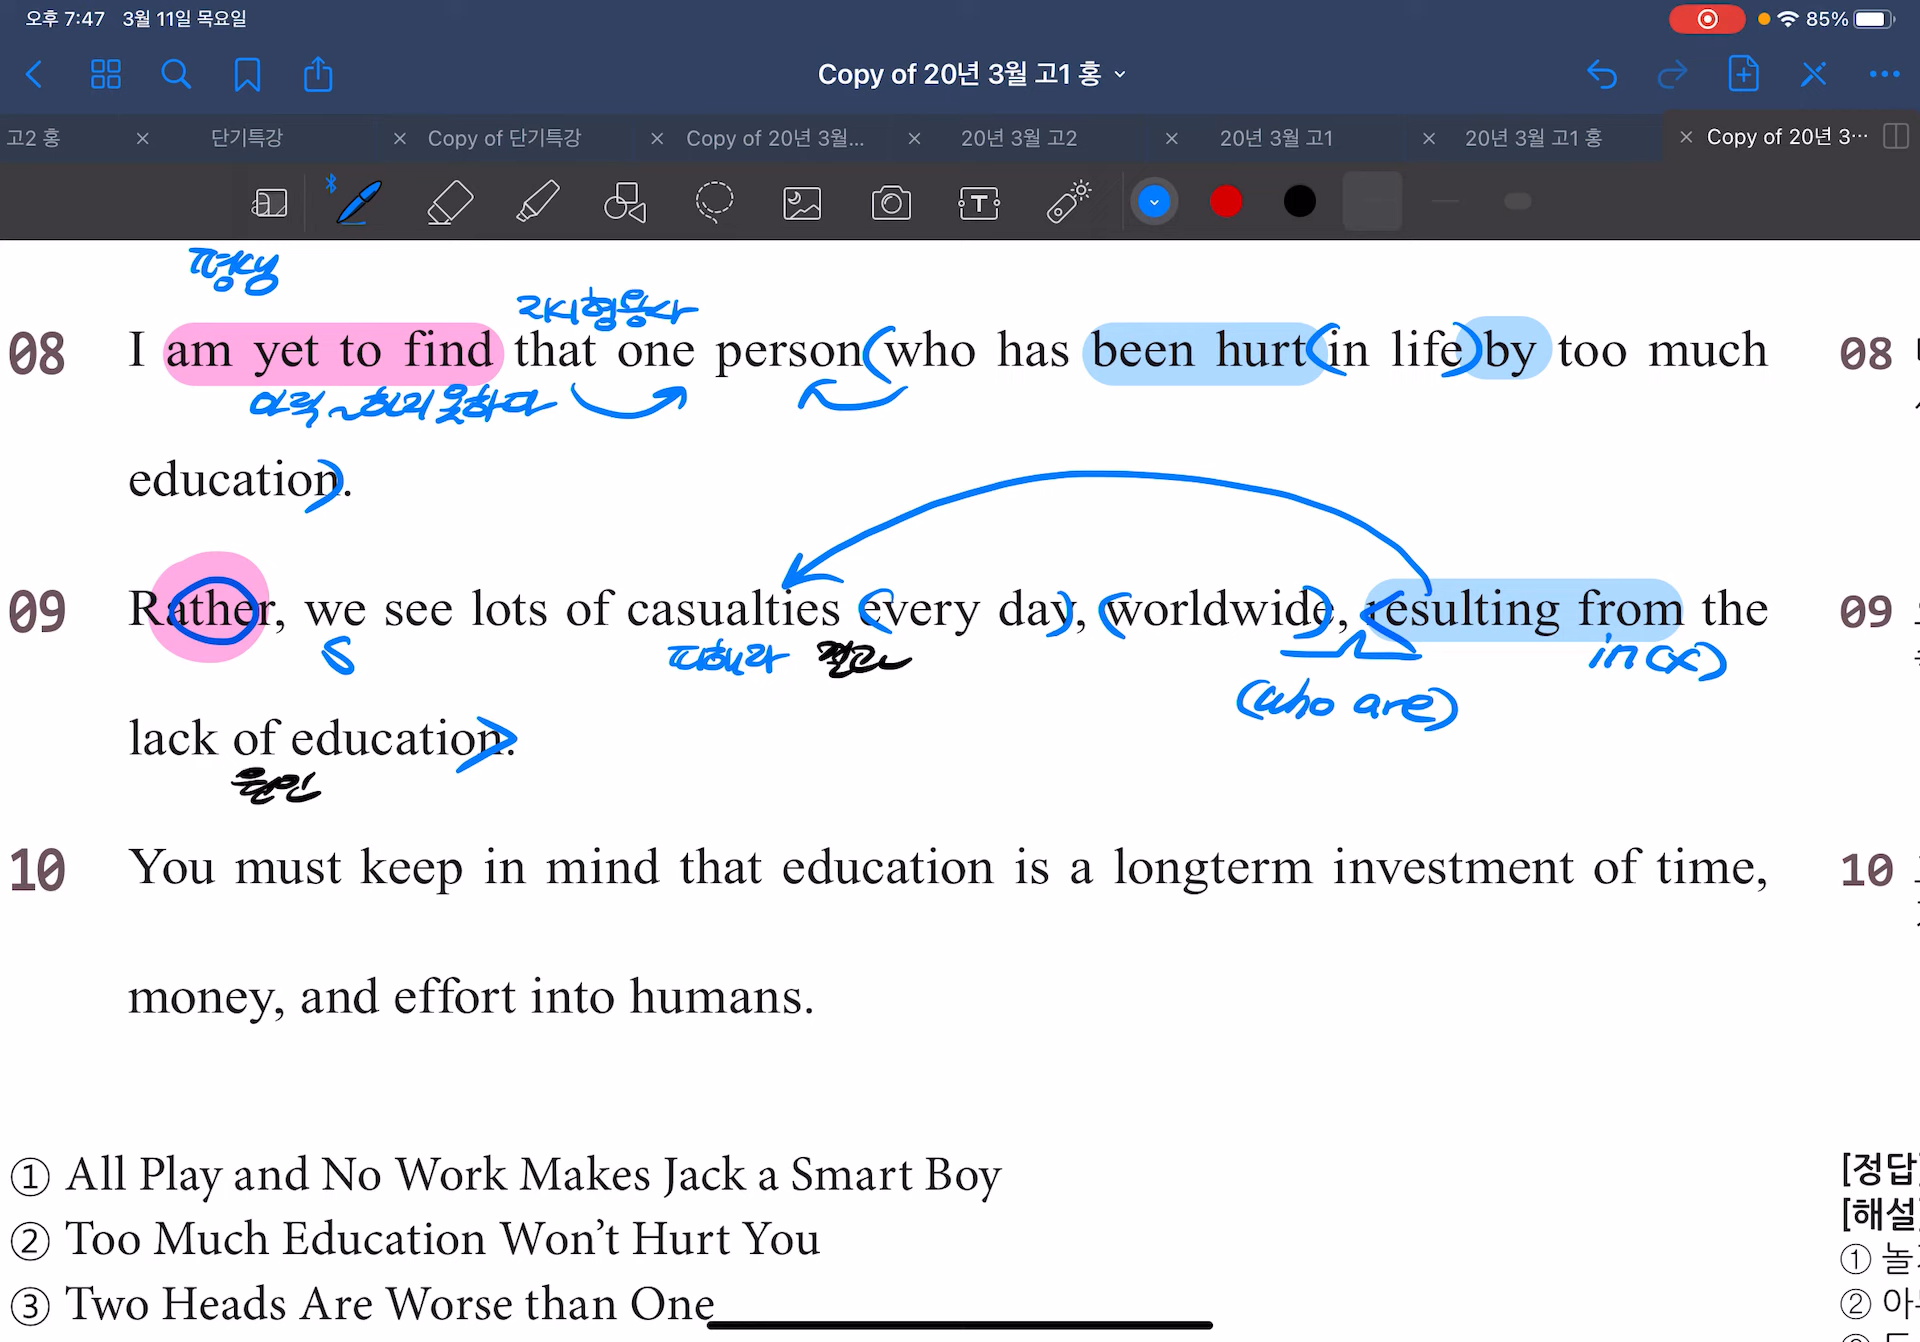 오후 7:47 3월 11일 목요일 85%
Copy of 20년 3월 고1 홍
고2 홍 단기특강 Copy of 단기특강 Copy of 20년 3월... 20년 3월 고2 20년 3월 고1 20년 3월 고1 홍 Copy of 20년 3...
평생
지시형용사
08 I am yet to find that one person (who has been hurt (in life) by too much 08
아직 ~하지 못하다
education).
09 Rather, we see lots of casualties (every day), (worldwide), <resulting from the 09
S 피해자 결과 in(x)
(who are)
lack of education>.
원인
10 You must keep in mind that education is a longterm investment of time, 10
money, and effort into humans.
① All Play and No Work Makes Jack a Smart Boy [정답]
② Too Much Education Won't Hurt You [해설]
① 놀
③ Two Heads Are Worse than One ②